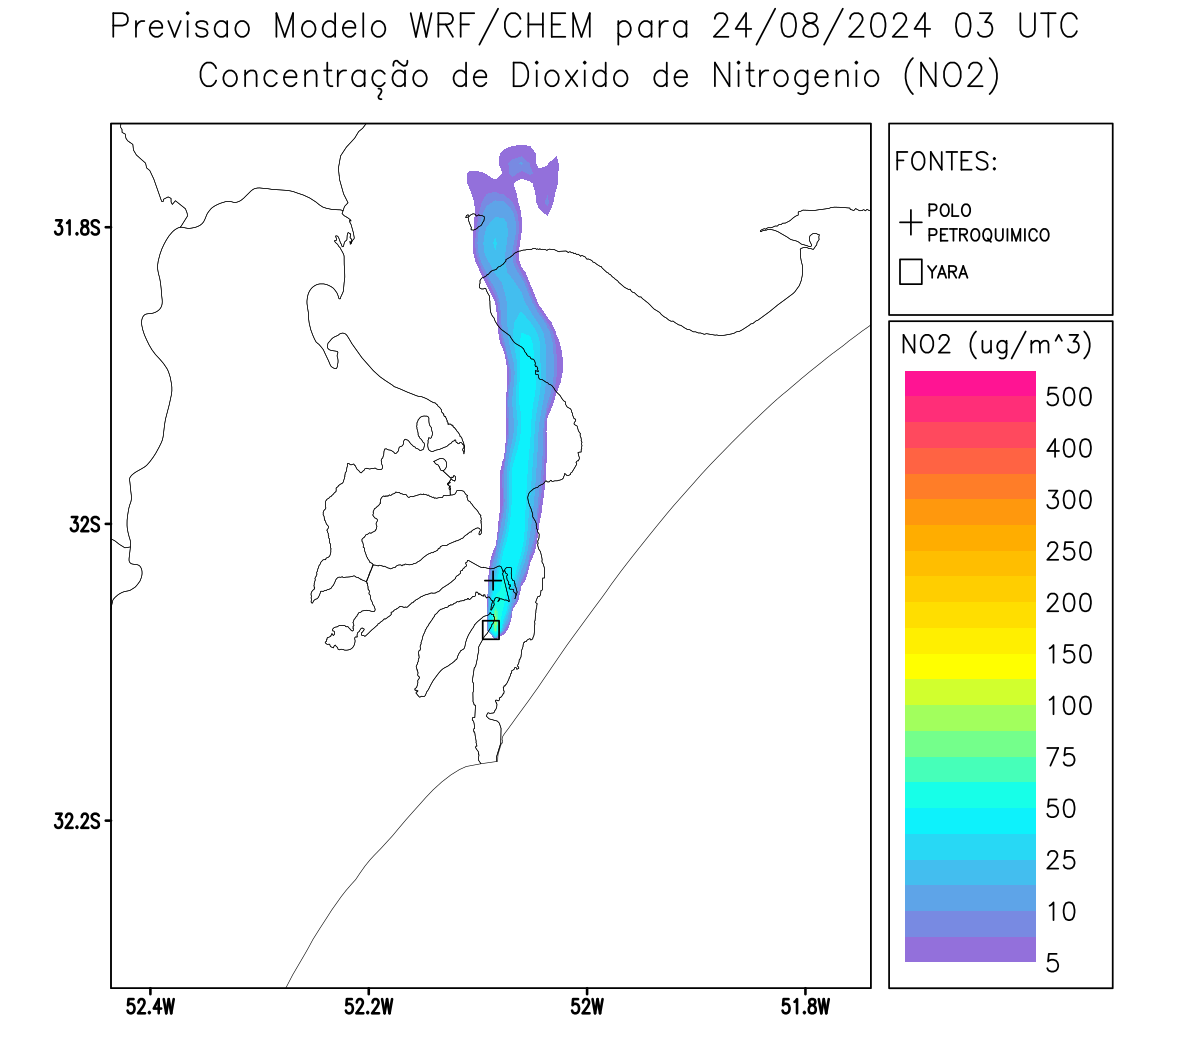 Previsao Modelo WRF/CHEM para 24/08/2024 03 UTC
Concentração de Dioxido de Nitrogenio (NO2)
FONTES:
POLO
PETROQUIMICO
YARA
31.8S
32S
32.2S
52.4W
52.2W
52W
51.8W
NO2 (ug/m^3)
500
400
300
250
200
150
100
75
50
25
10
5